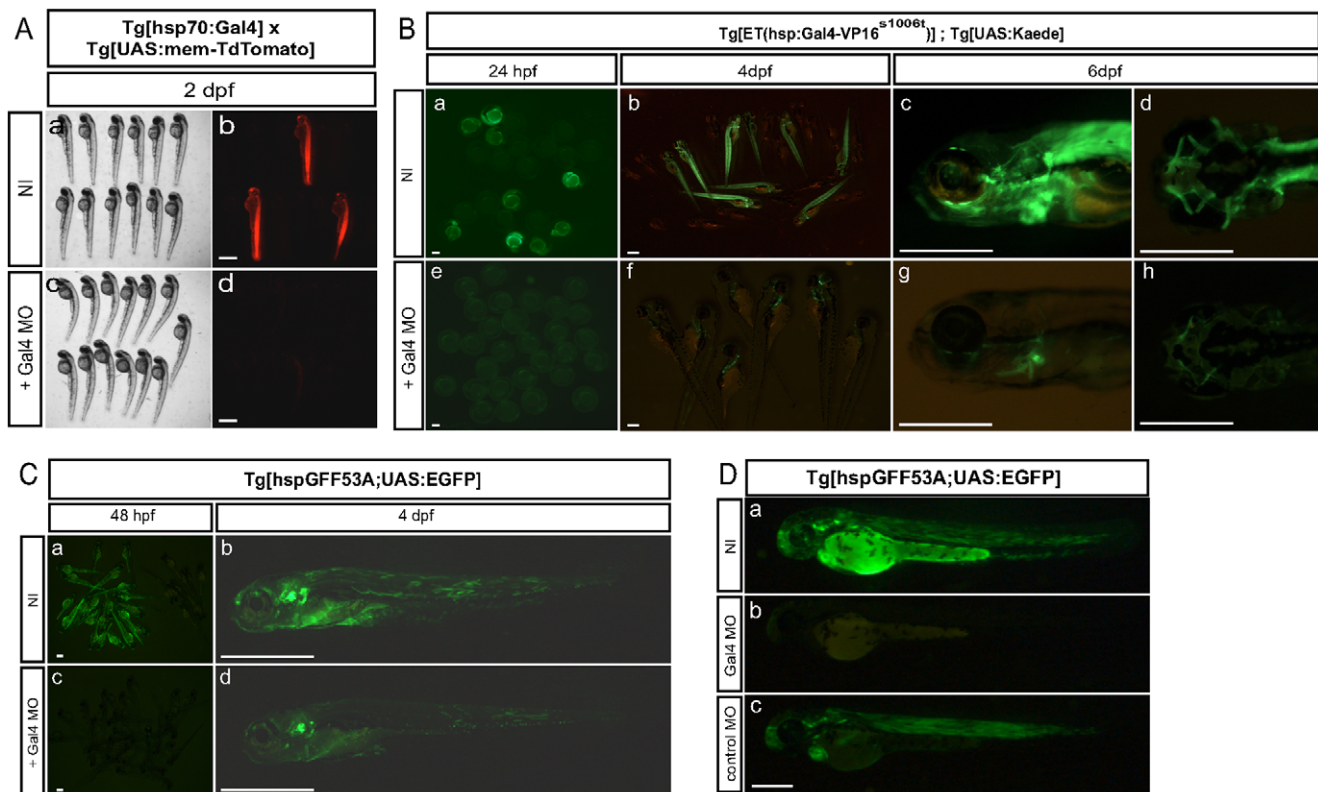 A
Tg[hsp70:Gal4] x
Tg[UAS:mem-TdTomato]
2 dpf
NI
a
b
+ Gal4 MO
c
d
B
Tg[ET(hsp:Gal4-VP16^s1006t)] ; Tg[UAS:Kaede]
24 hpf
4dpf
6dpf
NI
a
b
c
d
+ Gal4 MO
e
f
g
h
C
Tg[hspGFF53A;UAS:EGFP]
48 hpf
4 dpf
NI
a
b
+ Gal4 MO
c
d
D
Tg[hspGFF53A;UAS:EGFP]
NI
a
Gal4 MO
b
control MO
c